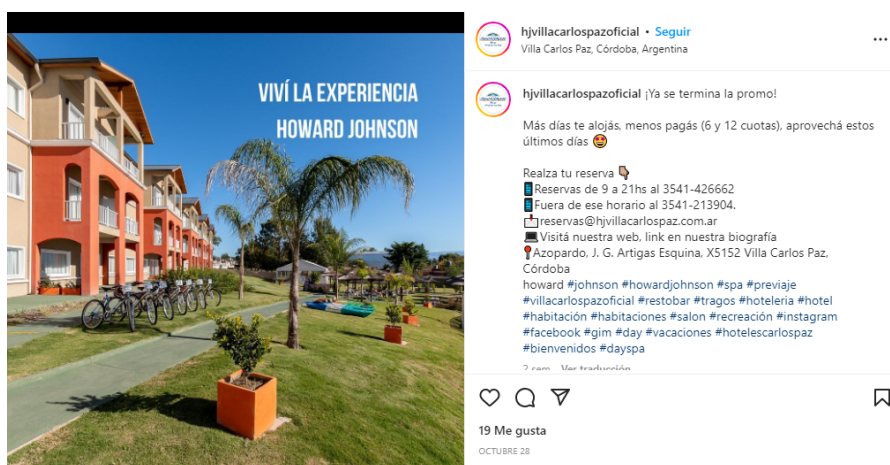 VIVÍ LA EXPERIENCIA
HOWARD JOHNSON
hjvillacarlospazoficial • Seguir
Villa Carlos Paz, Córdoba, Argentina
hjvillacarlospazoficial ¡Ya se termina la promo!
Más días te alojás, menos pagás (6 y 12 cuotas), aprovechá estos
últimos días 🤩
Realza tu reserva 👇
📱Reservas de 9 a 21hs al 3541-426662
📱Fuera de ese horario al 3541-213904.
📩reservas@hjvillacarlospaz.com.ar
💻Visitá nuestra web, link en nuestra biografía
📍Azopardo, J. G. Artigas Esquina, X5152 Villa Carlos Paz,
Córdoba
howard #johnson #howardjohnson #spa #previaje
#villacarlospazoficial #restobar #tragos #hoteleria #hotel
#habitación #habitaciones #salon #recreación #instagram
#facebook #gim #day #vacaciones #hotelescarlospaz
#bienvenidos #dayspa
2 sem Ver traducción
19 Me gusta
OCTUBRE 28